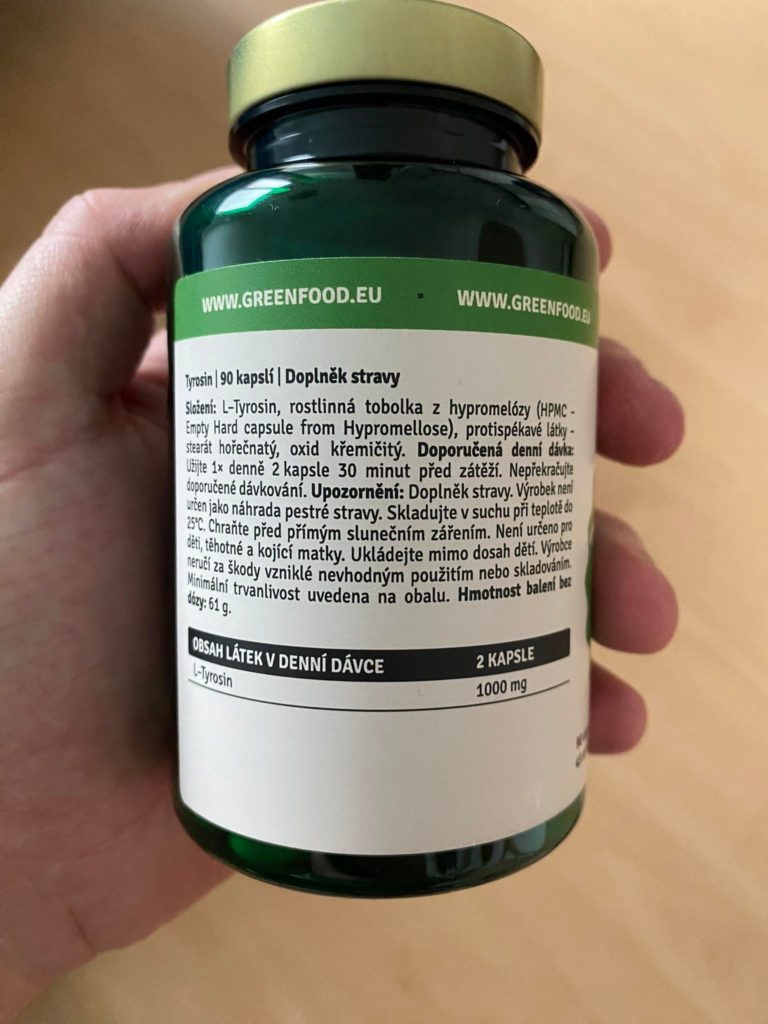 WWW.GREENFOOD.EU · WWW.GREENFOOD.EU
Tyrosin | 90 kapslí | Doplněk stravy
Složení: L-Tyrosin, rostlinná tobolka z hypromelózy (HPMC -
Empty Hard capsule from Hypromellose), protispékavé látky -
stearát hořečnatý, oxid křemičitý. Doporučená denní dávka:
Užijte 1× denně 2 kapsle 30 minut před zátěží. Nepřekračujte
doporučené dávkování. Upozornění: Doplněk stravy. Výrobek není
určen jako náhrada pestré stravy. Skladujte v suchu při teplotě do
25°C. Chraňte před přímým slunečním zářením. Není určeno pro
děti, těhotné a kojící matky. Ukládejte mimo dosah dětí. Výrobce
neručí za škody vzniklé nevhodným použitím nebo skladováním.
Minimální trvanlivost uvedena na obalu. Hmotnost balení bez
dózy: 61 g.
OBSAH LÁTEK V DENNÍ DÁVCE 2 KAPSLE
L-Tyrosin 1000 mg